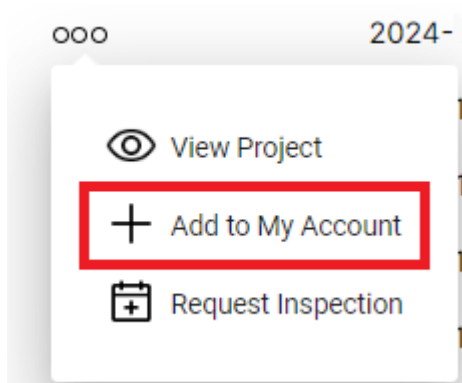 ooo 2024-
View Project
Add to My Account
Request Inspection